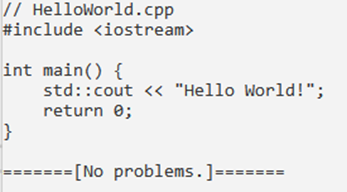 // HelloWorld.cpp
#include <iostream>

int main() {
    std::cout << "Hello World!";
    return 0;
}

=======[No problems.]=======